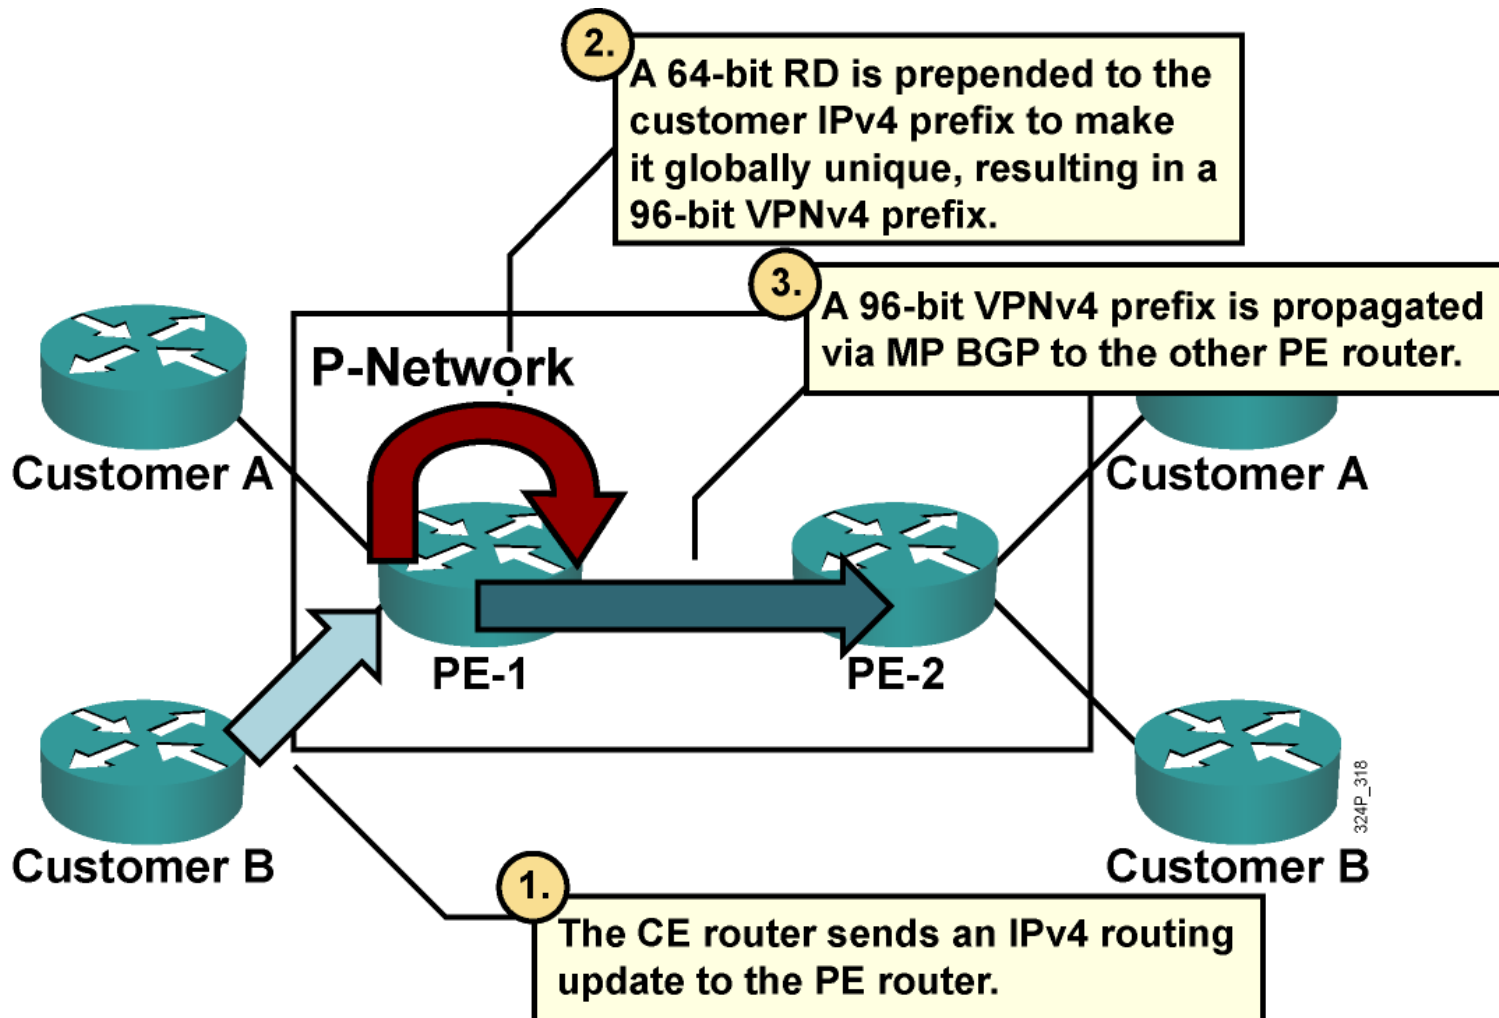 2.
A 64-bit RD is prepended to the
customer IPv4 prefix to make
it globally unique, resulting in a
96-bit VPNv4 prefix.
3.
A 96-bit VPNv4 prefix is propagated
via MP BGP to the other PE router.
P-Network
Customer A
Customer A
PE-1
PE-2
324P_318
Customer B
Customer B
1.
The CE router sends an IPv4 routing
update to the PE router.